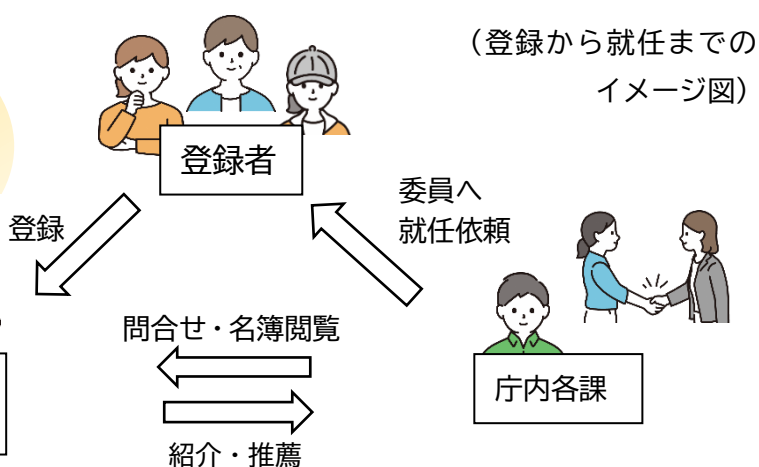 （登録から就任までの
イメージ図）
登録者
委員へ
就任依頼
登録
問合せ・名簿閲覧
庁内各課
紹介・推薦